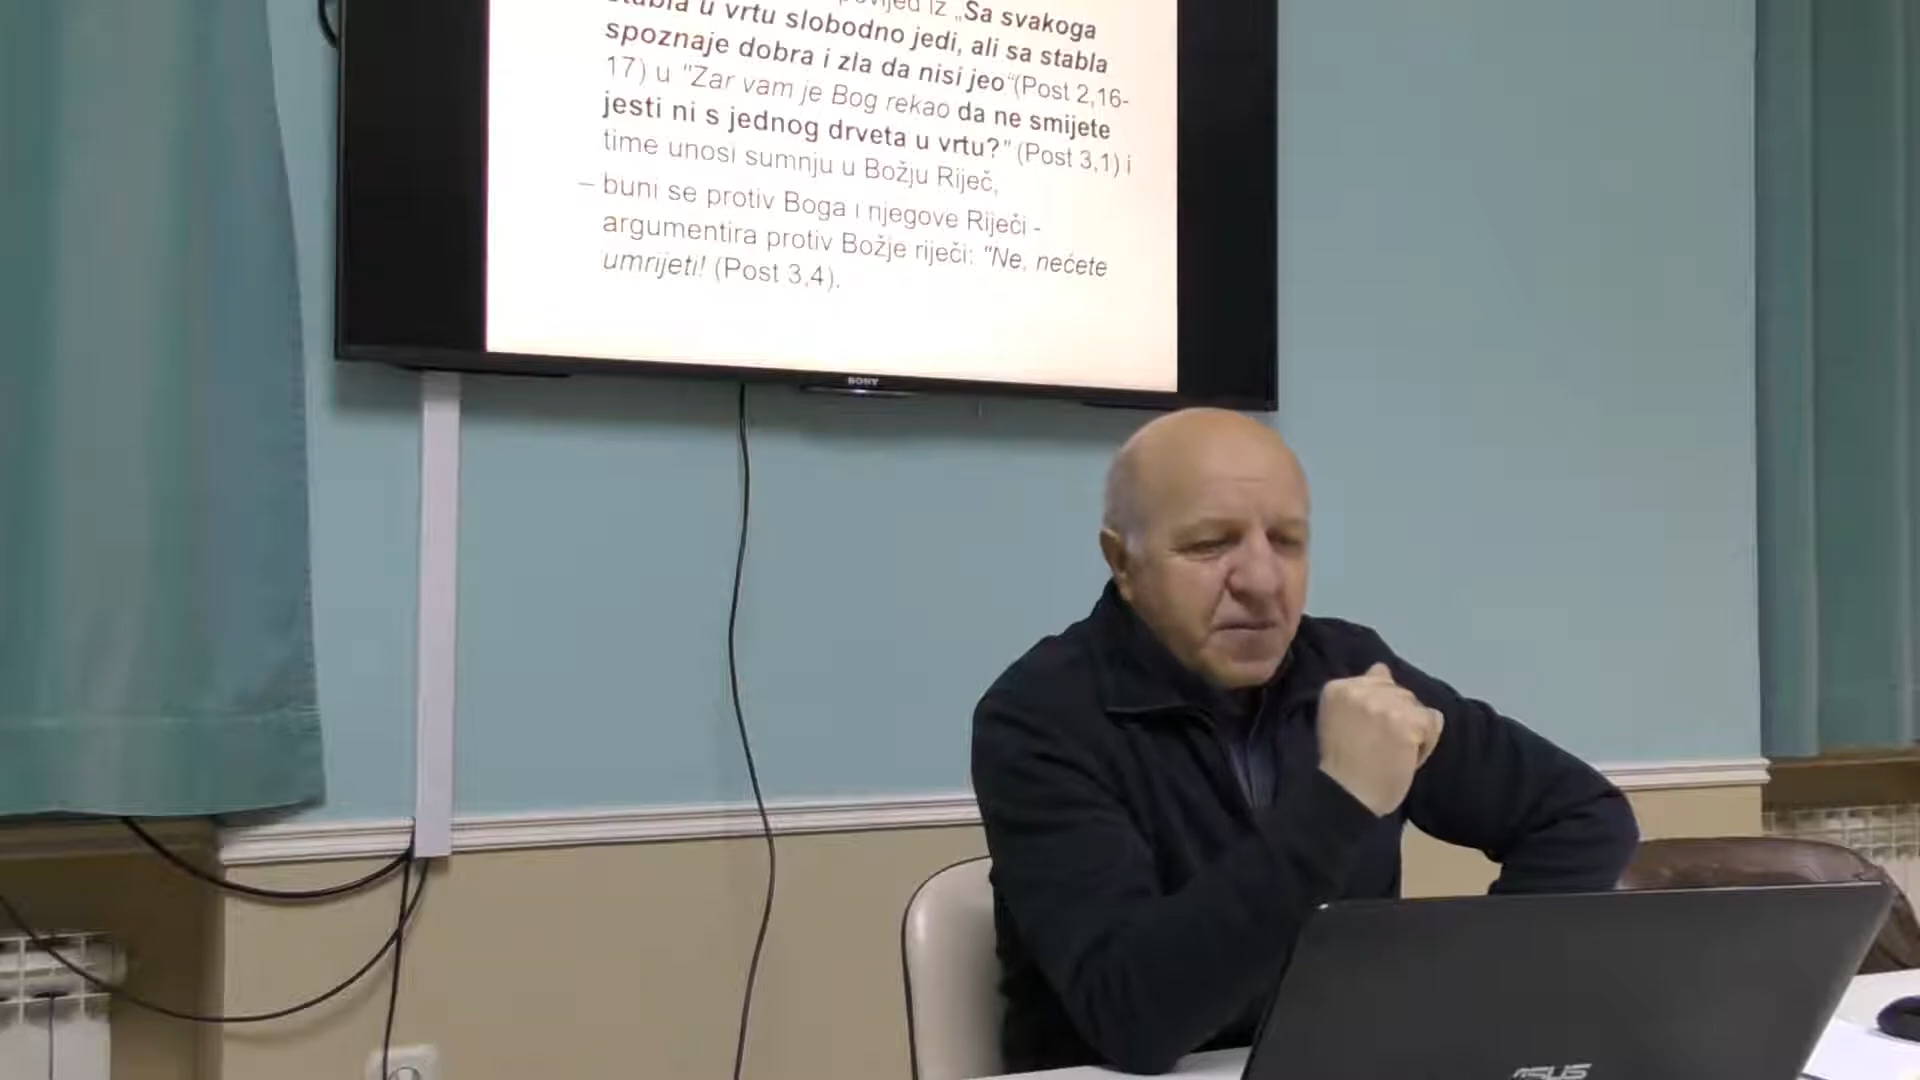 iz „Sa svakoga
stabla u vrtu slobodno jedi, ali sa stabla
spoznaje dobra i zla da nisi jeo“(Post 2,16-
17) u "Zar vam je Bog rekao da ne smijete
jesti ni s jednog drveta u vrtu?" (Post 3,1) i
time unosi sumnju u Božju Riječ,
– buni se protiv Boga i njegove Riječi -
argumentira protiv Božje riječi: "Ne, nećete
umrijeti! (Post 3,4).
SONY
ASUS